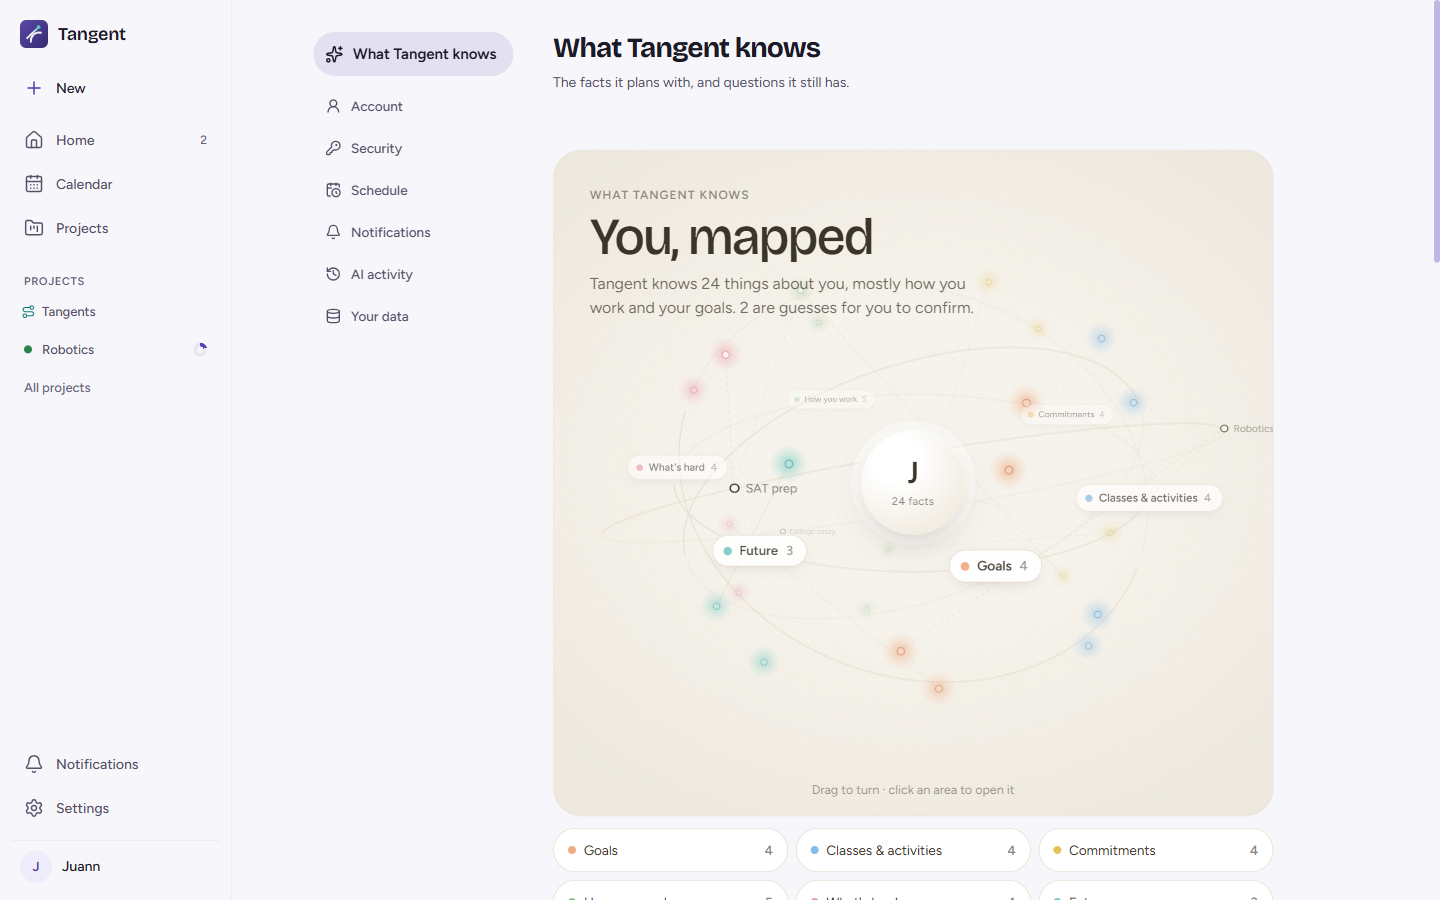 Tangent
New
Home 2
Calendar
Projects
PROJECTS
Tangents
Robotics
All projects
Notifications
Settings
J Juann
What Tangent knows
Account
Security
Schedule
Notifications
AI activity
Your data
What Tangent knows
The facts it plans with, and questions it still has.
WHAT TANGENT KNOWS
You, mapped
Tangent knows 24 things about you, mostly how you
work and your goals. 2 are guesses for you to confirm.
How you work 5
Commitments 4
Robotics
What's hard 4
J
24 facts
SAT prep
Classes & activities 4
College essay
Future 3
Goals 4
Drag to turn · click an area to open it
Goals 4
Classes & activities 4
Commitments 4